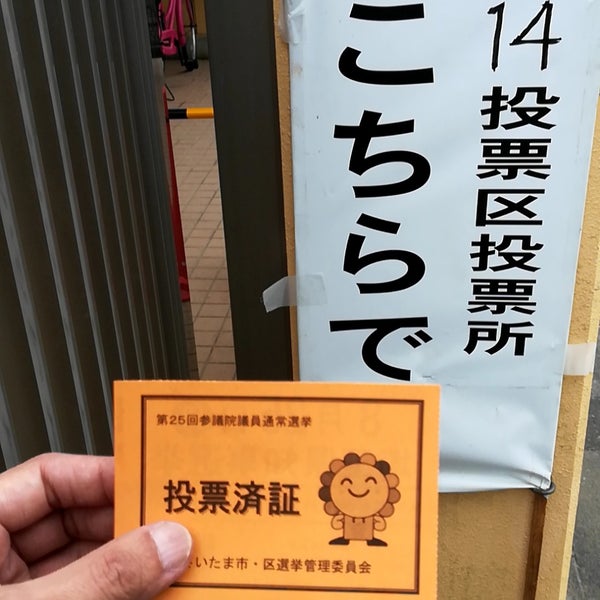 14投票区投票所
こちらで
第25回参議院議員通常選挙
投票済証
いたま市・区選挙管理委員会